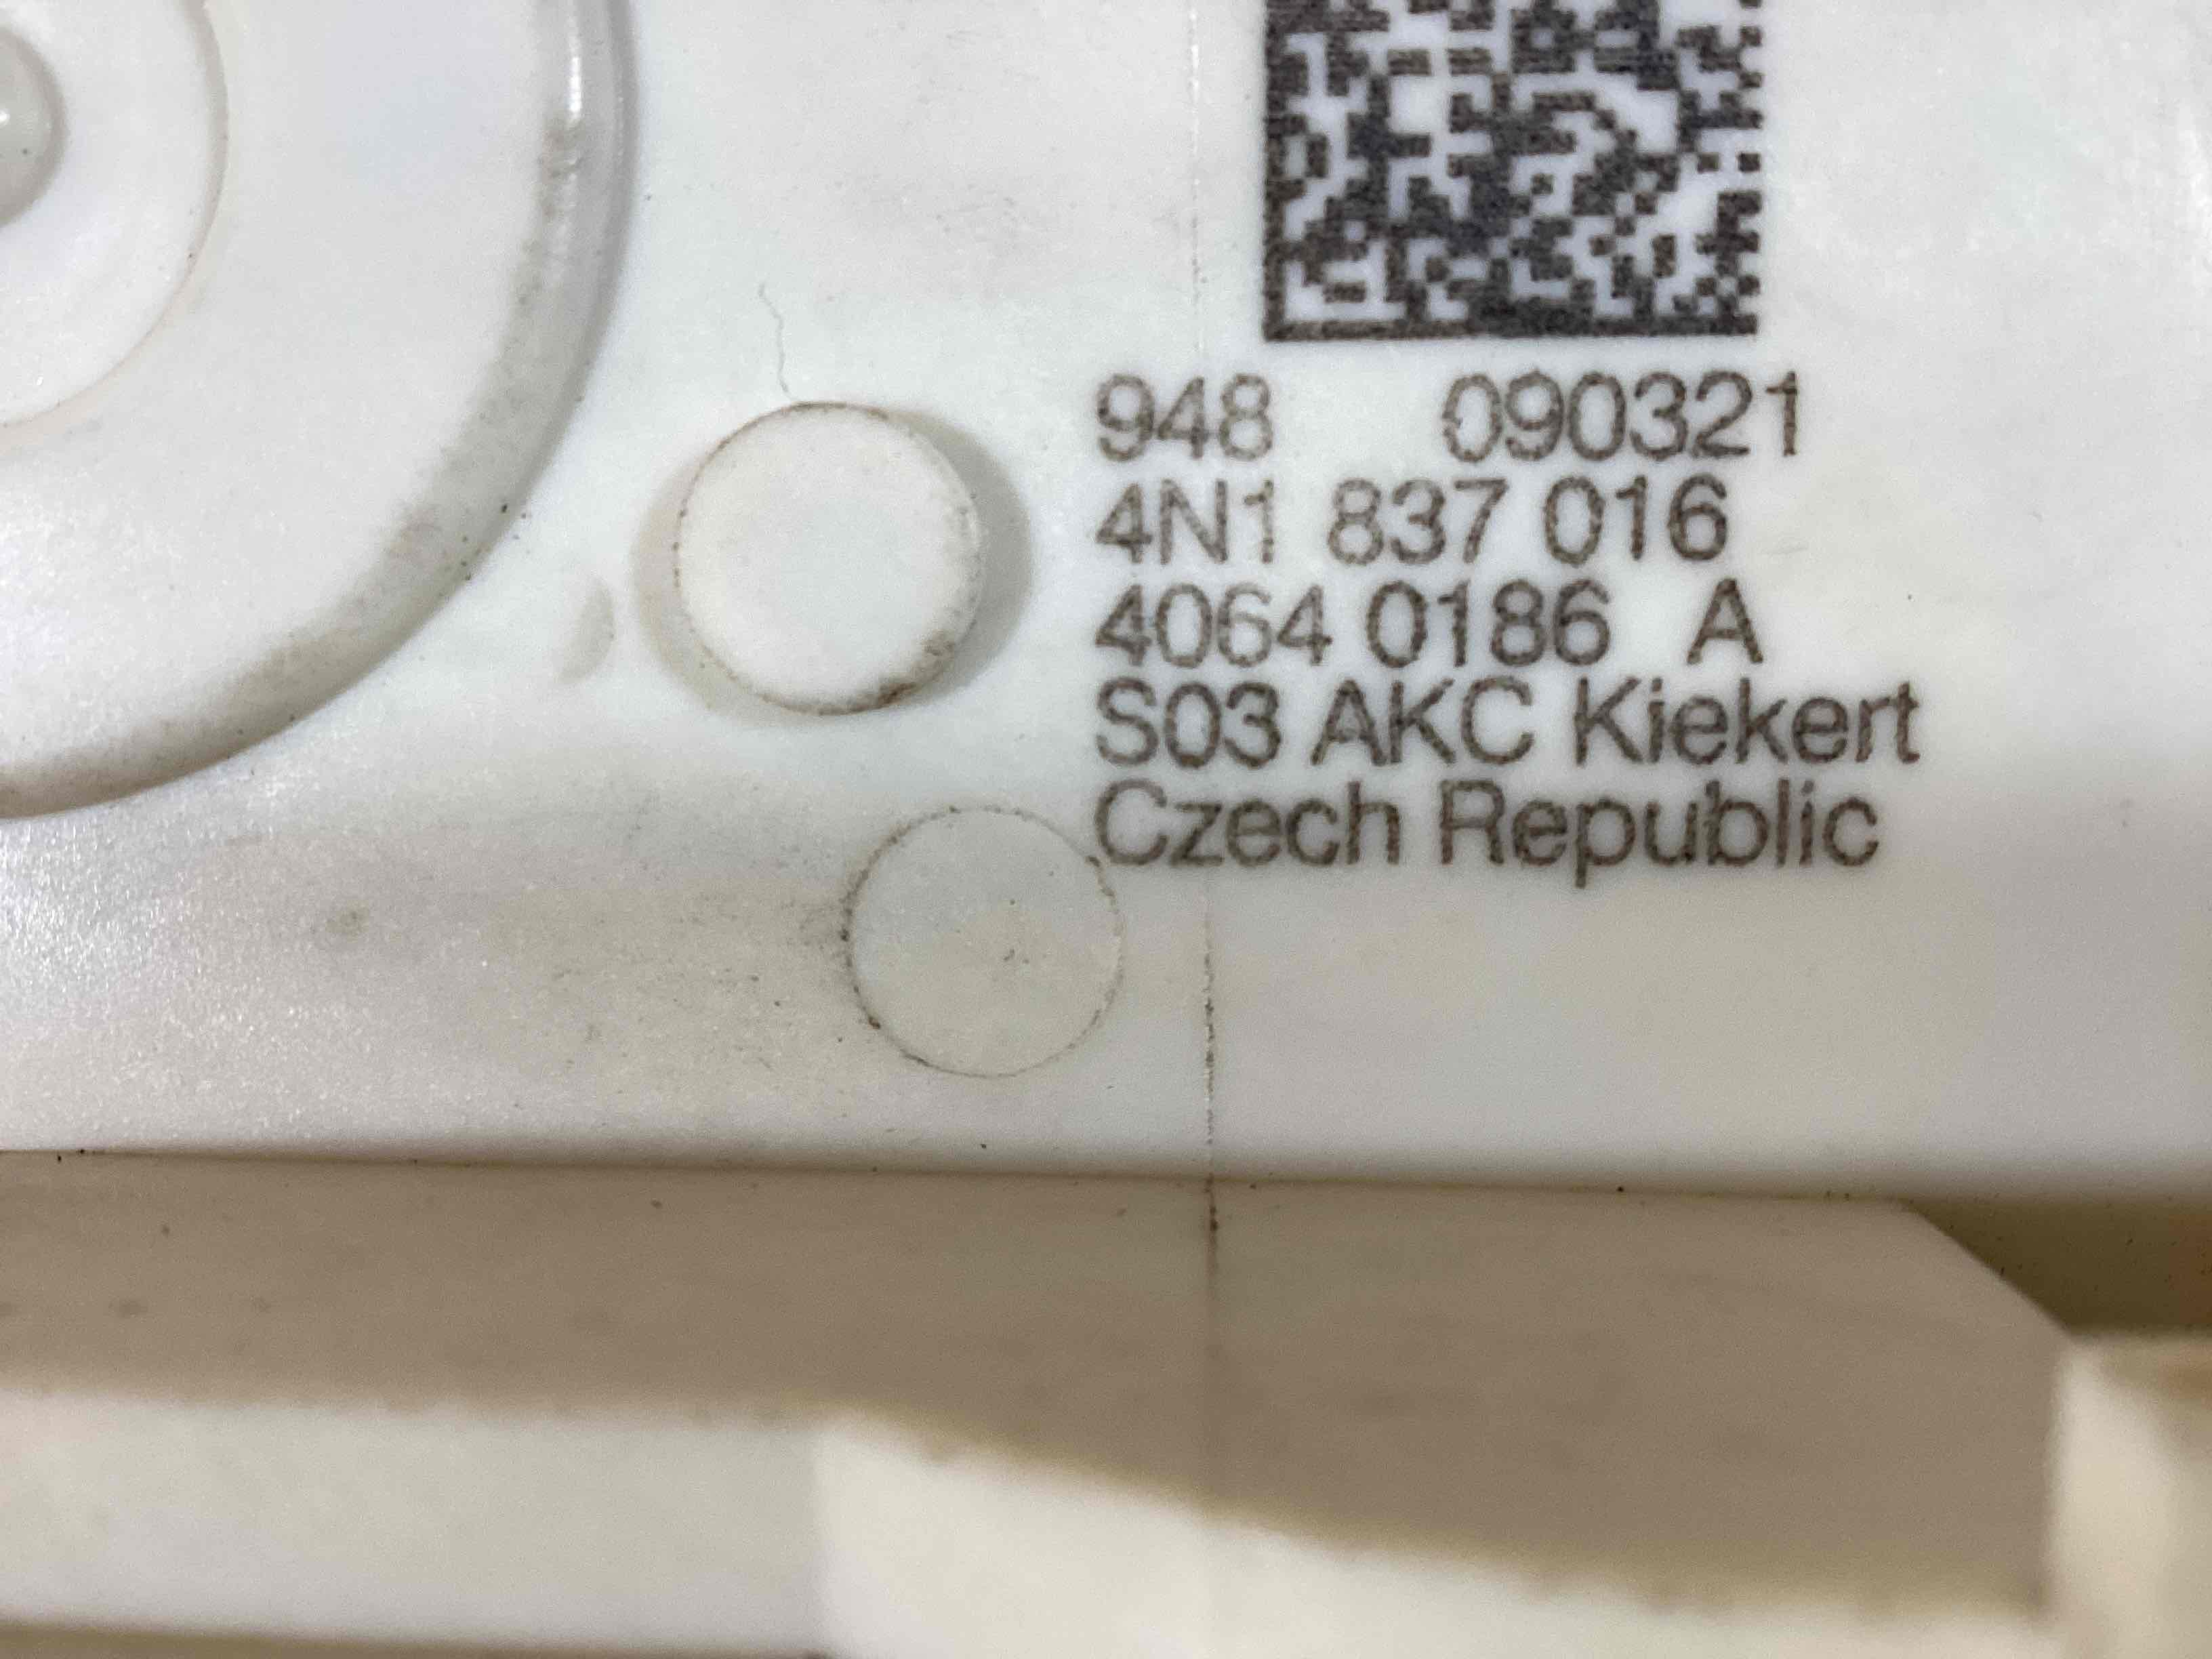 948 090321
4N1 837 016
4064 0186 A
S03 AKC Kiekert
Czech Republic